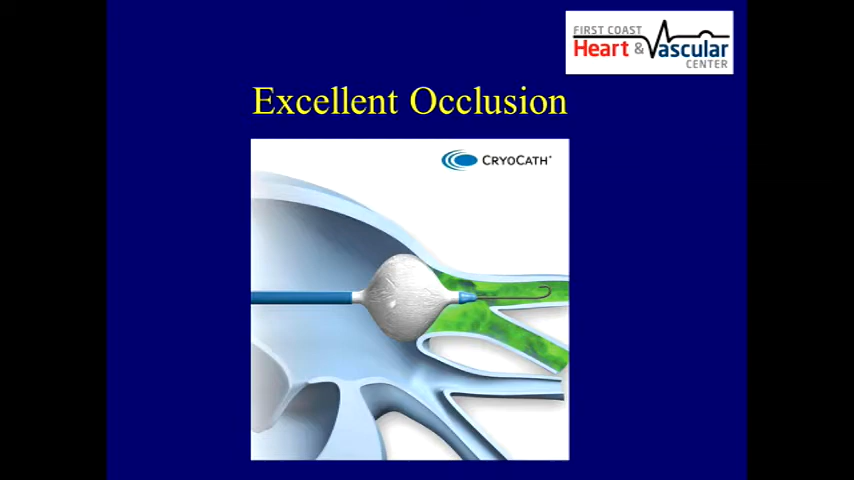 FIRST COAST
Heart & Vascular
CENTER
Excellent Occlusion
CRYOCATH